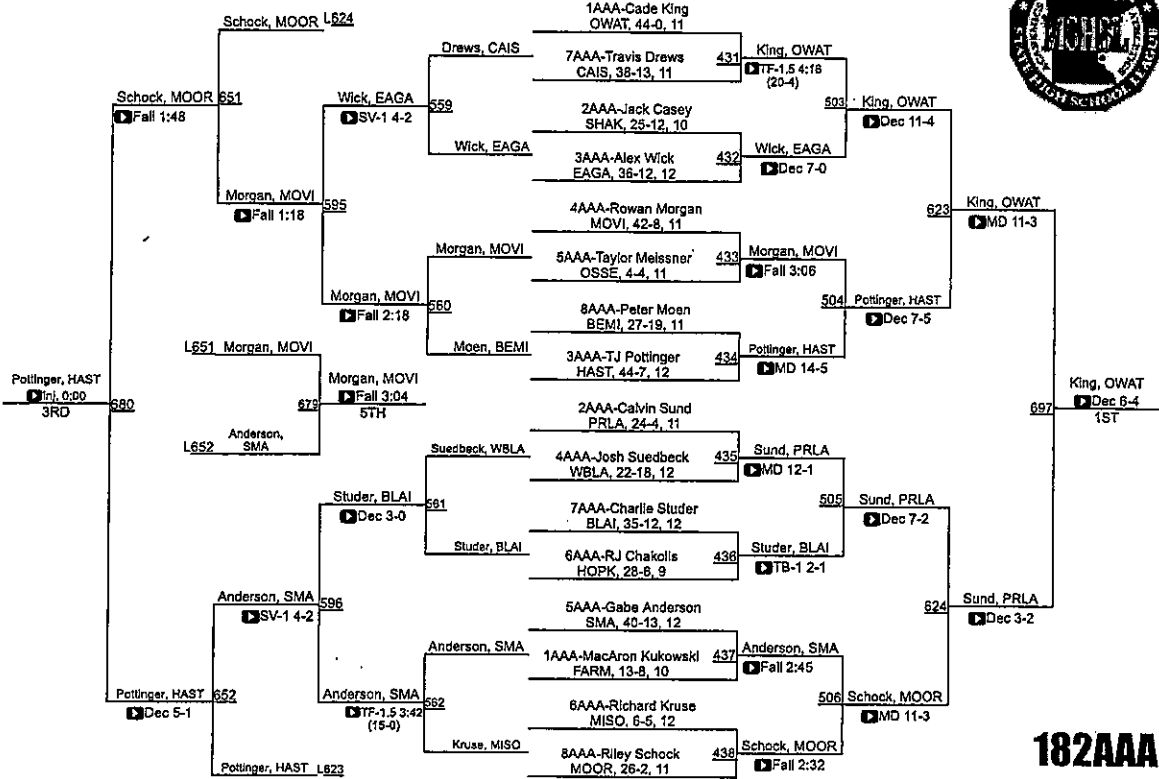 Schock, MOOR L624
Schock, MOOR 651
Fall 1:48
Morgan, MOVI
Fall 1:18
Wick, EAGA
SV-1 4-2
595
Morgan, MOVI
Fall 2:18
Drews, CAIS
559
Wick, EAGA
Morgan, MOVI
560
Moen, BEMI
L651 Morgan, MOVI
Morgan, MOVI
679 Fall 3:04
5TH
L652 Anderson,
SMA
Pottinger, HAST
Inj. 0:00
3RD
680
Suedbeck, WBLA
Studer, BLAI 561
Dec 3-0
Studer, BLAI
Anderson, SMA 596
SV-1 4-2
Anderson, SMA
Anderson, SMA 562
TF-1.5 3:42
(15-0)
Kruse, MISO
Pottinger, HAST 652
Dec 5-1
Pottinger, HAST L623
1AAA-Cade King
OWAT, 44-0, 11
7AAA-Travis Drews 431
CAIS, 38-13, 11
2AAA-Jack Casey
SHAK, 25-12, 10
3AAA-Alex Wick 432
EAGA, 36-12, 12
4AAA-Rowan Morgan
MOVI, 42-8, 11
5AAA-Taylor Meissner 433
OSSE, 4-4, 11
8AAA-Peter Moen
BEMI, 27-19, 11
3AAA-TJ Pottinger 434
HAST, 44-7, 12
2AAA-Calvin Sund
PRLA, 24-4, 11
4AAA-Josh Suedbeck 435
WBLA, 22-18, 12
7AAA-Charlie Studer
BLAI, 35-12, 12
6AAA-RJ Chakolis 436
HOPK, 28-6, 9
5AAA-Gabe Anderson
SMA, 40-13, 12
1AAA-MacAron Kukowski 437
FARM, 13-8, 10
6AAA-Richard Kruse
MISO, 6-5, 12
8AAA-Riley Schock 438
MOOR, 26-2, 11
King, OWAT
TF-1.5 4:16
(20-4)
Wick, EAGA
Dec 7-0
Morgan, MOVI
Fall 3:06
Pottinger, HAST
MD 14-5
Sund, PRLA
MD 12-1
Studer, BLAI
TB-1 2-1
Anderson, SMA
Fall 2:45
Schock, MOOR
Fall 2:32
503 King, OWAT
Dec 11-4
504 Pottinger, HAST
Dec 7-5
505 Sund, PRLA
Dec 7-2
506 Schock, MOOR
MD 11-3
623 King, OWAT
MD 11-3
624 Sund, PRLA
Dec 3-2
King, OWAT
697 Dec 6-4
1ST
STATE HIGH SCHOOL LEAGUE
182AAA